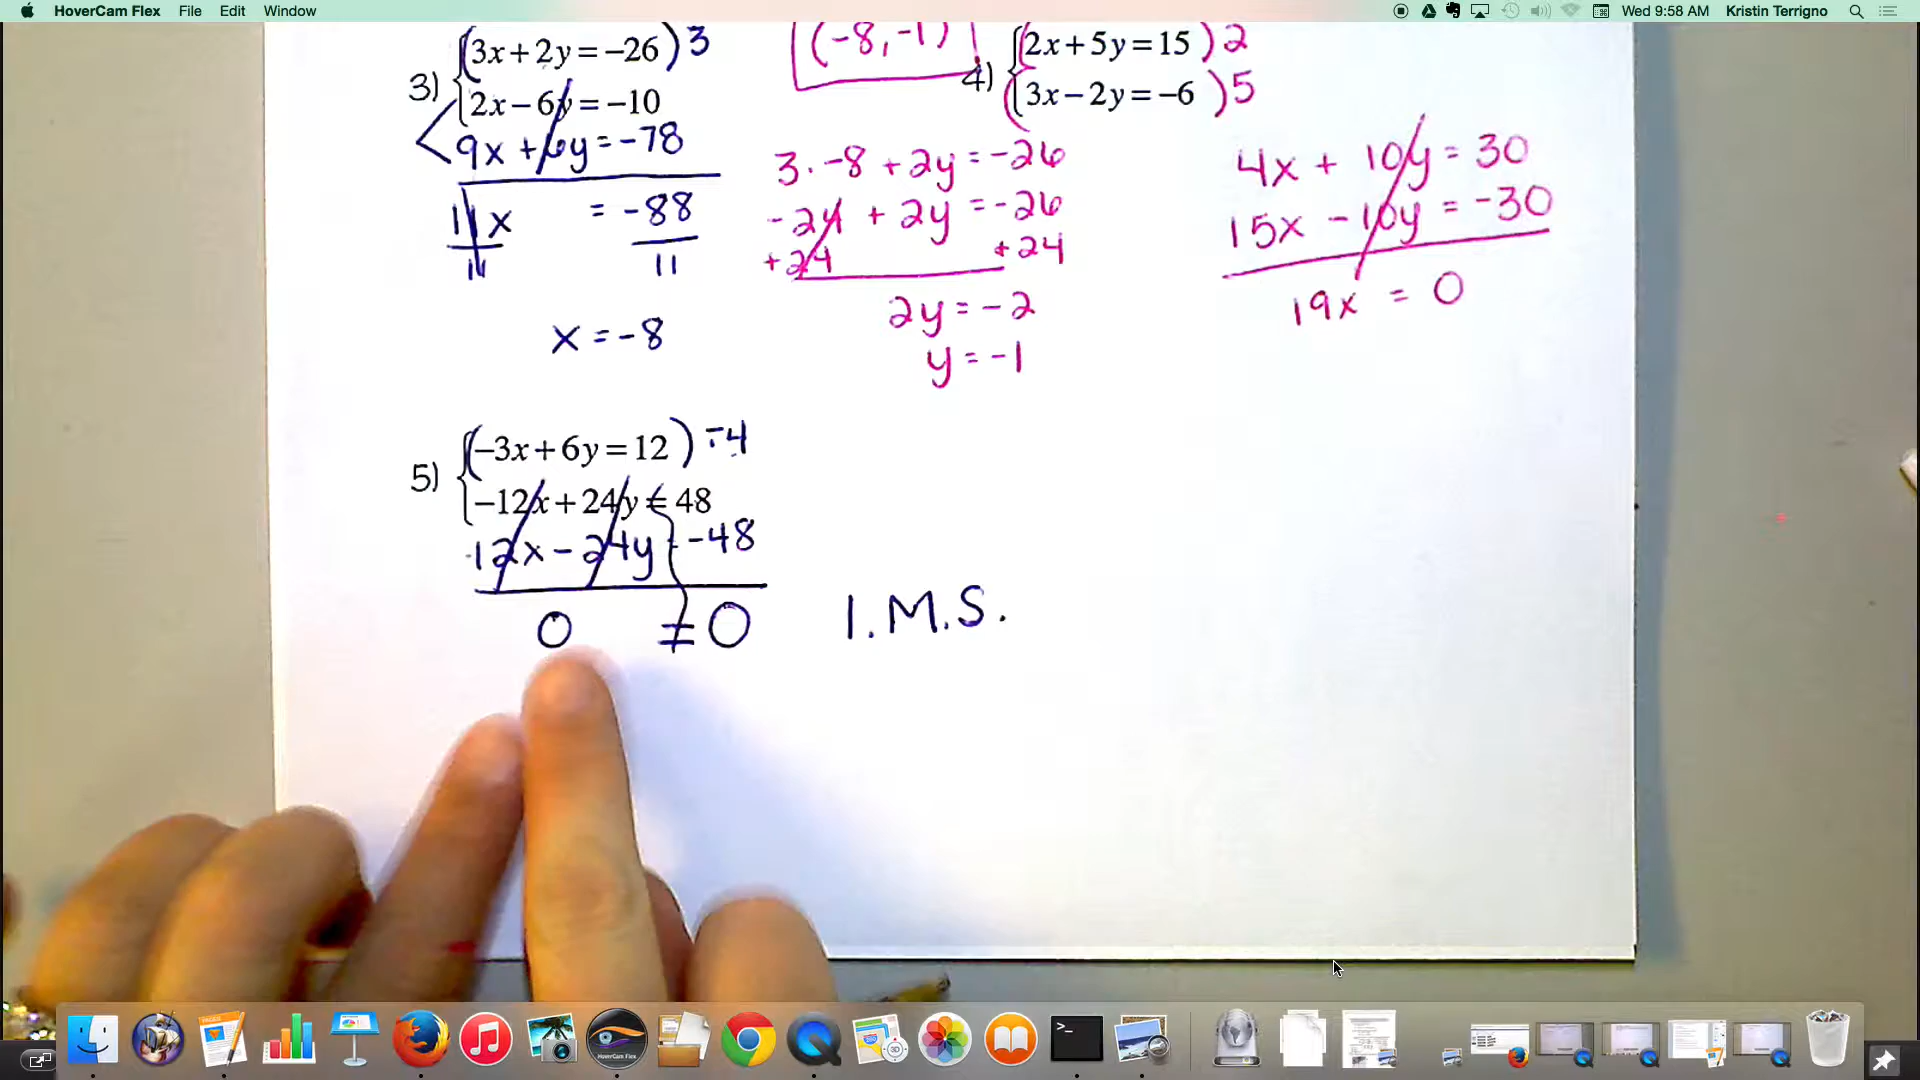 HoverCam Flex File Edit Window Wed 9:58 AM Kristin Terrigno
3) (3x+2y=−26)3
2x−6y=−10
9x+6y=-78
11x = -88
11 11
x=-8
(-8,-1)
3·-8+2y=-26
-24+2y=-26
+24 +24
2y=-2
y=-1
4) (2x+5y=15)2
(3x−2y=−6)5
4x+10y=30
15x-10y=-30
19x=0
5) (−3x+6y=12)-4
−12x+24y=48
12x-24y=-48
0=0
I.M.S.
HoverCam Flex